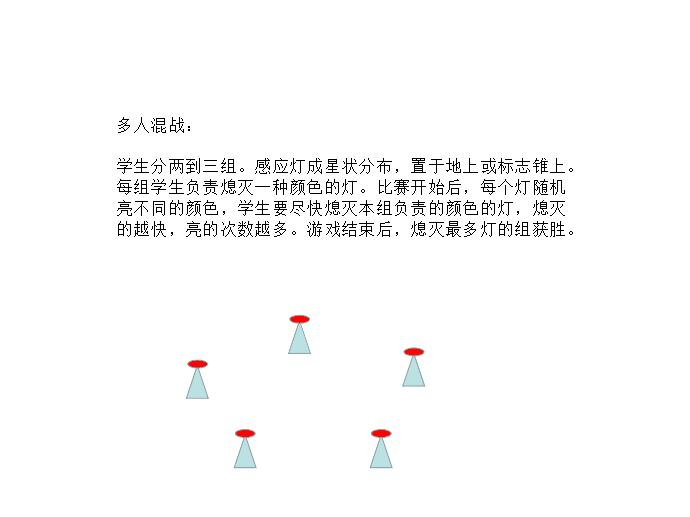 多人混战：
学生分两到三组。感应灯成星状分布，置于地上或标志锥上。
每组学生负责熄灭一种颜色的灯。比赛开始后，每个灯随机
亮不同的颜色，学生要尽快熄灭本组负责的颜色的灯，熄灭
的越快，亮的次数越多。游戏结束后，熄灭最多灯的组获胜。